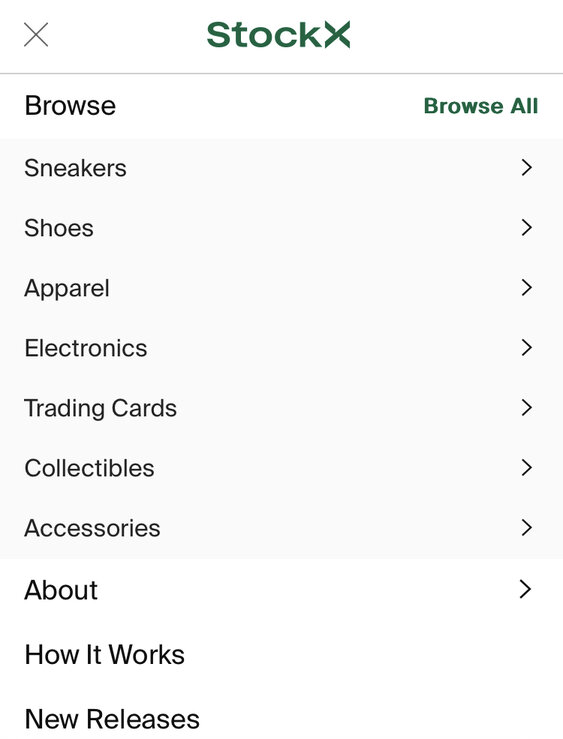 StockX
Browse Browse All
Sneakers
Shoes
Apparel
Electronics
Trading Cards
Collectibles
Accessories
About
How It Works
New Releases